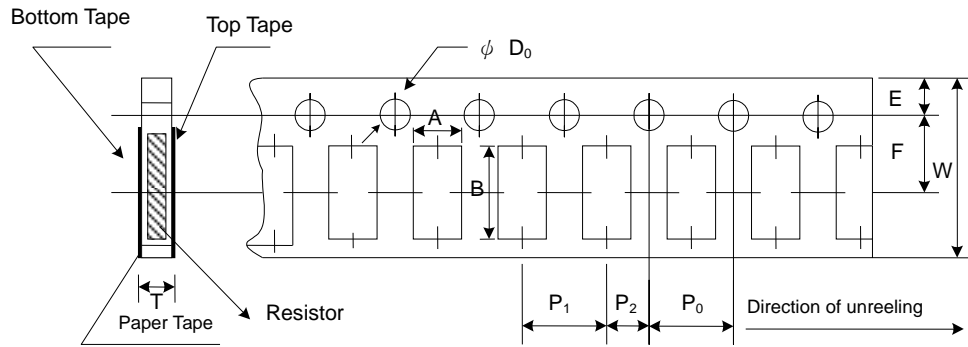 Bottom Tape
Top Tape
φ D₀
E
A
F
W
B
T
P₁
P₂
P₀
Direction of unreeling
Resistor
Paper Tape